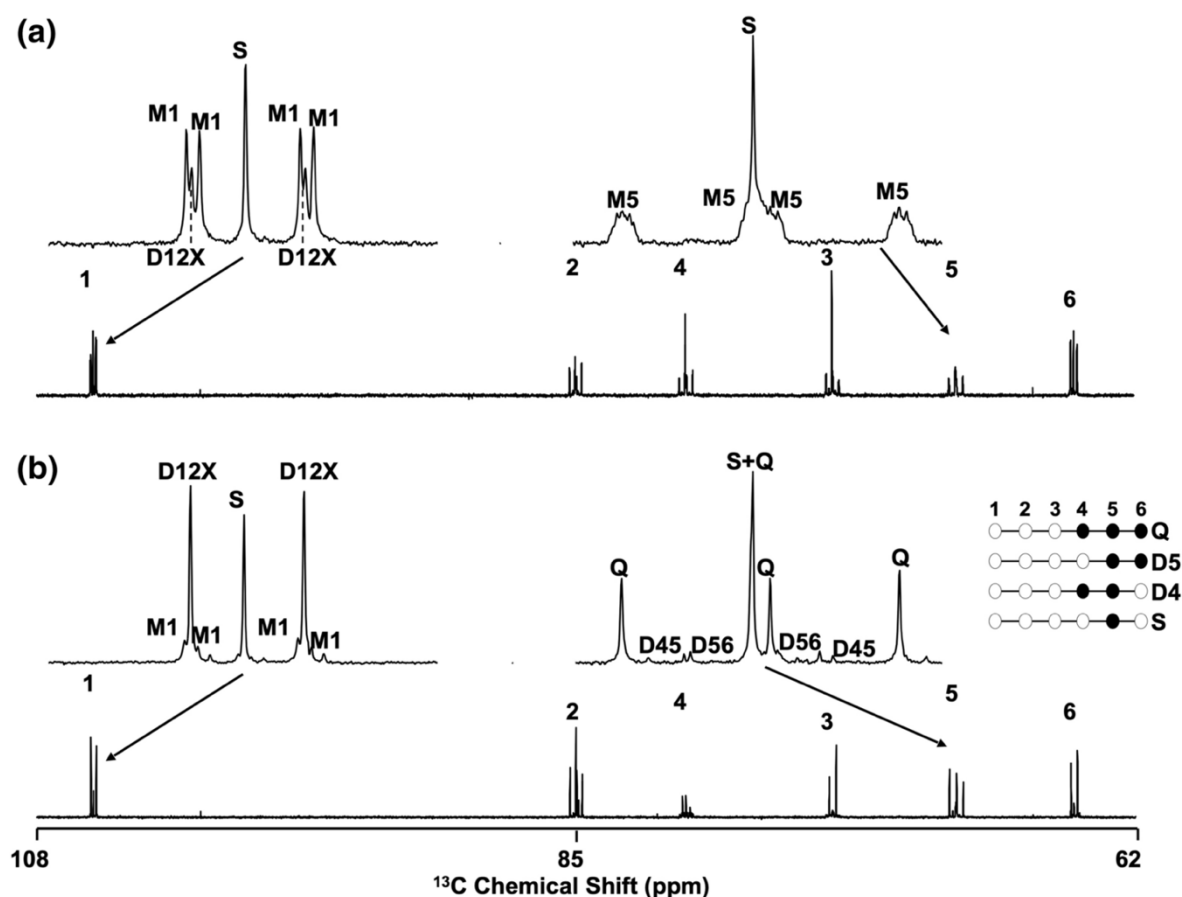 (a)
S
M1 M1 M1 M1
D12X D12X
S
M5 M5 M5 M5
1 2 4 3 5 6
(b)
D12X D12X
S
M1 M1 M1 M1
S+Q
Q Q Q
D45 D56 D56 D45
1 2 4 3 5 6
1 2 3 4 5 6
Q
D5
D4
S
108 85 62
¹³C Chemical Shift (ppm)